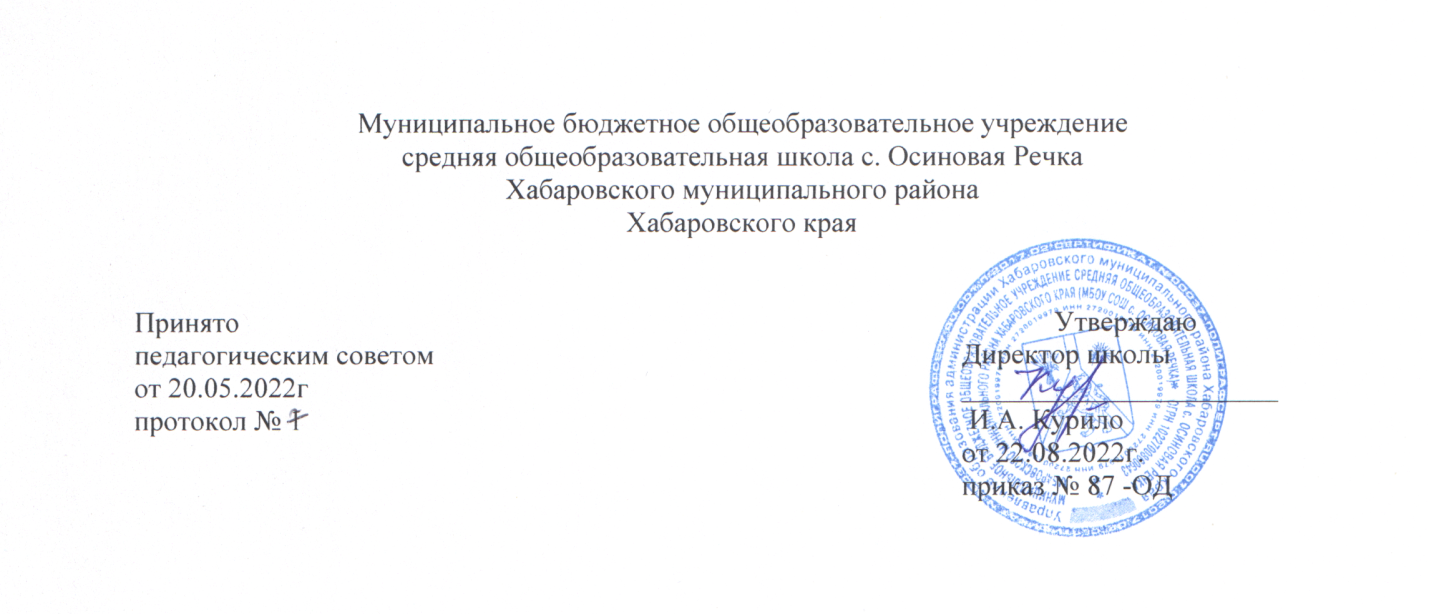 Муниципальное бюджетное общеобразовательное учреждение
средняя общеобразовательная школа с. Осиновая Речка
Хабаровского муниципального района
Хабаровского края
Принято
педагогическим советом
от 20.05.2022г
протокол № 7
Утверждаю
Директор школы
И.А. Курило
от 22.08.2022г.
приказ № 87 -ОД